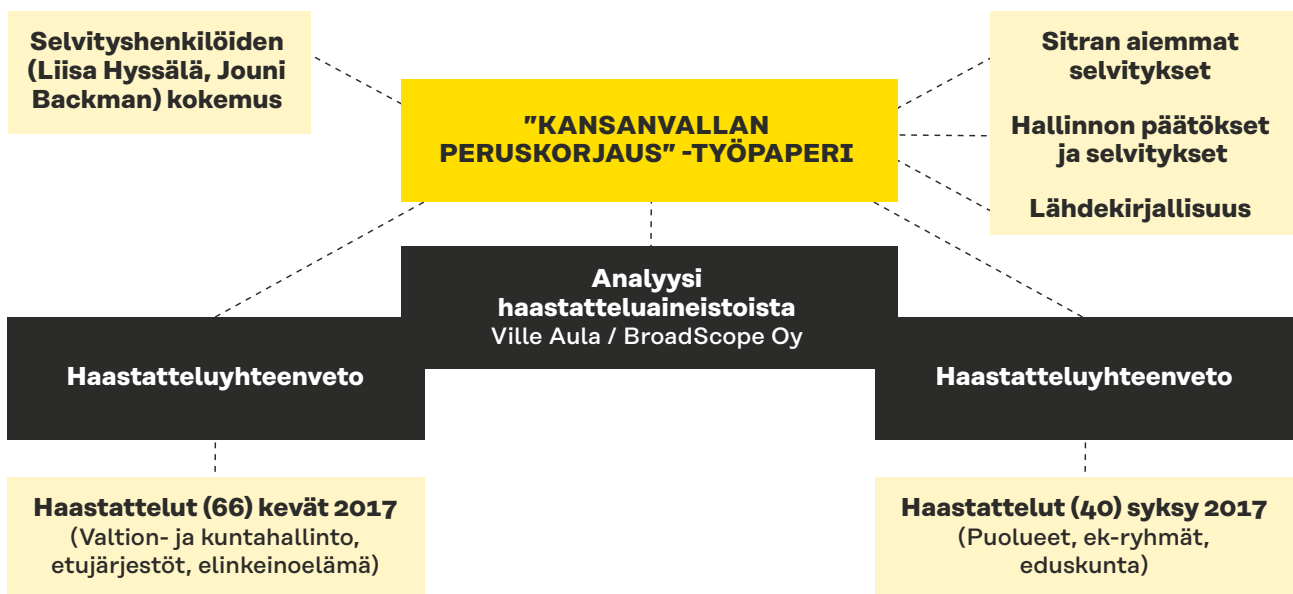 Selvityshenkilöiden
(Liisa Hyssälä, Jouni
Backman) kokemus
”KANSANVALLAN
PERUSKORJAUS” -TYÖPAPERI
Sitran aiemmat
selvitykset
Hallinnon päätökset
ja selvitykset
Lähdekirjallisuus
Analyysi
haastatteluaineistoista
Ville Aula / BroadScope Oy
Haastatteluyhteenveto
Haastatteluyhteenveto
Haastattelut (66) kevät 2017
(Valtion- ja kuntahallinto,
etujärjestöt, elinkeinoelämä)
Haastattelut (40) syksy 2017
(Puolueet, ek-ryhmät,
eduskunta)